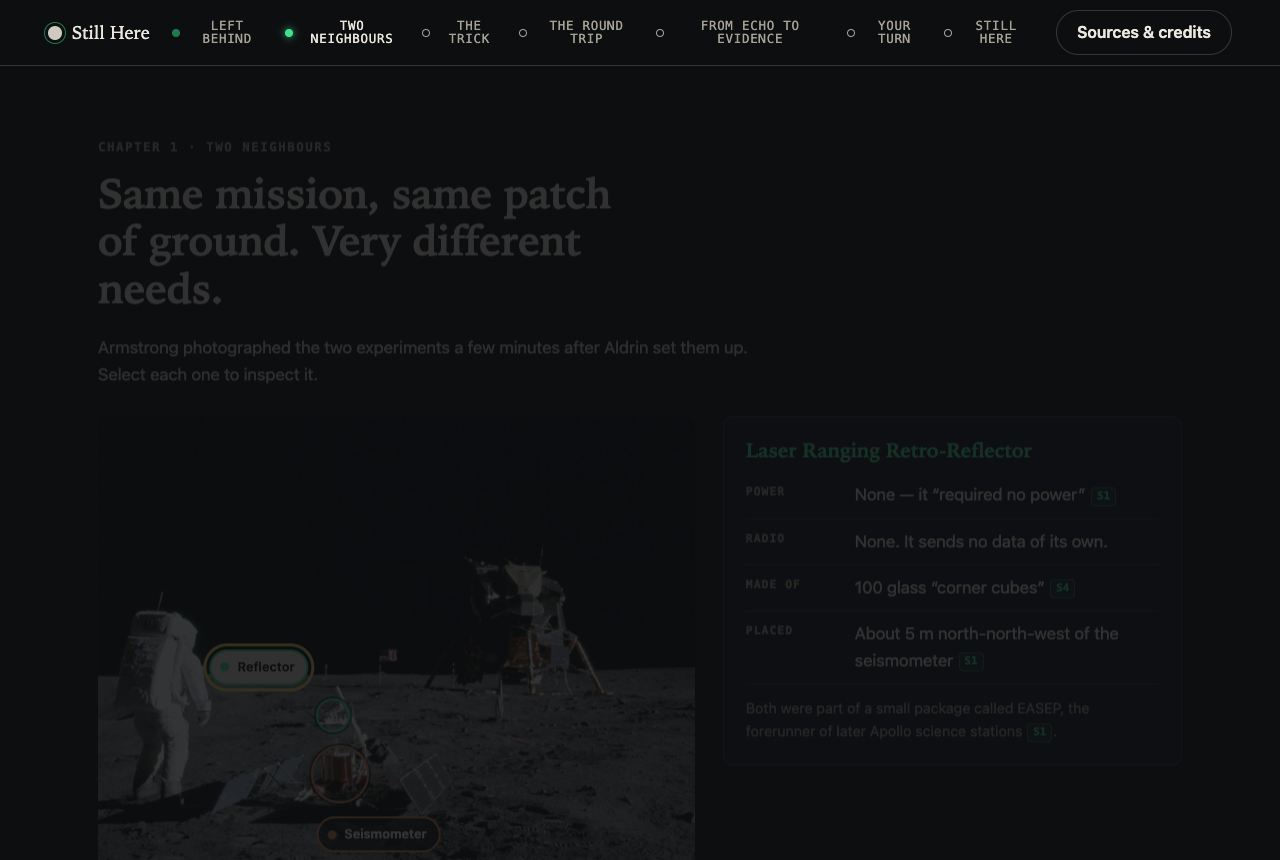 Still Here
LEFT BEHIND
TWO NEIGHBOURS
THE TRICK
THE ROUND TRIP
FROM ECHO TO EVIDENCE
YOUR TURN
STILL HERE
Sources & credits
CHAPTER 1 · TWO NEIGHBOURS
Same mission, same patch
of ground. Very different
needs.
Armstrong photographed the two experiments a few minutes after Aldrin set them up.
Select each one to inspect it.
Reflector
Seismometer
Laser Ranging Retro-Reflector
POWER
None — it “required no power” S1
RADIO
None. It sends no data of its own.
MADE OF
100 glass “corner cubes” S4
PLACED
About 5 m north-north-west of the
seismometer S1
Both were part of a small package called EASEP, the
forerunner of later Apollo science stations S1.